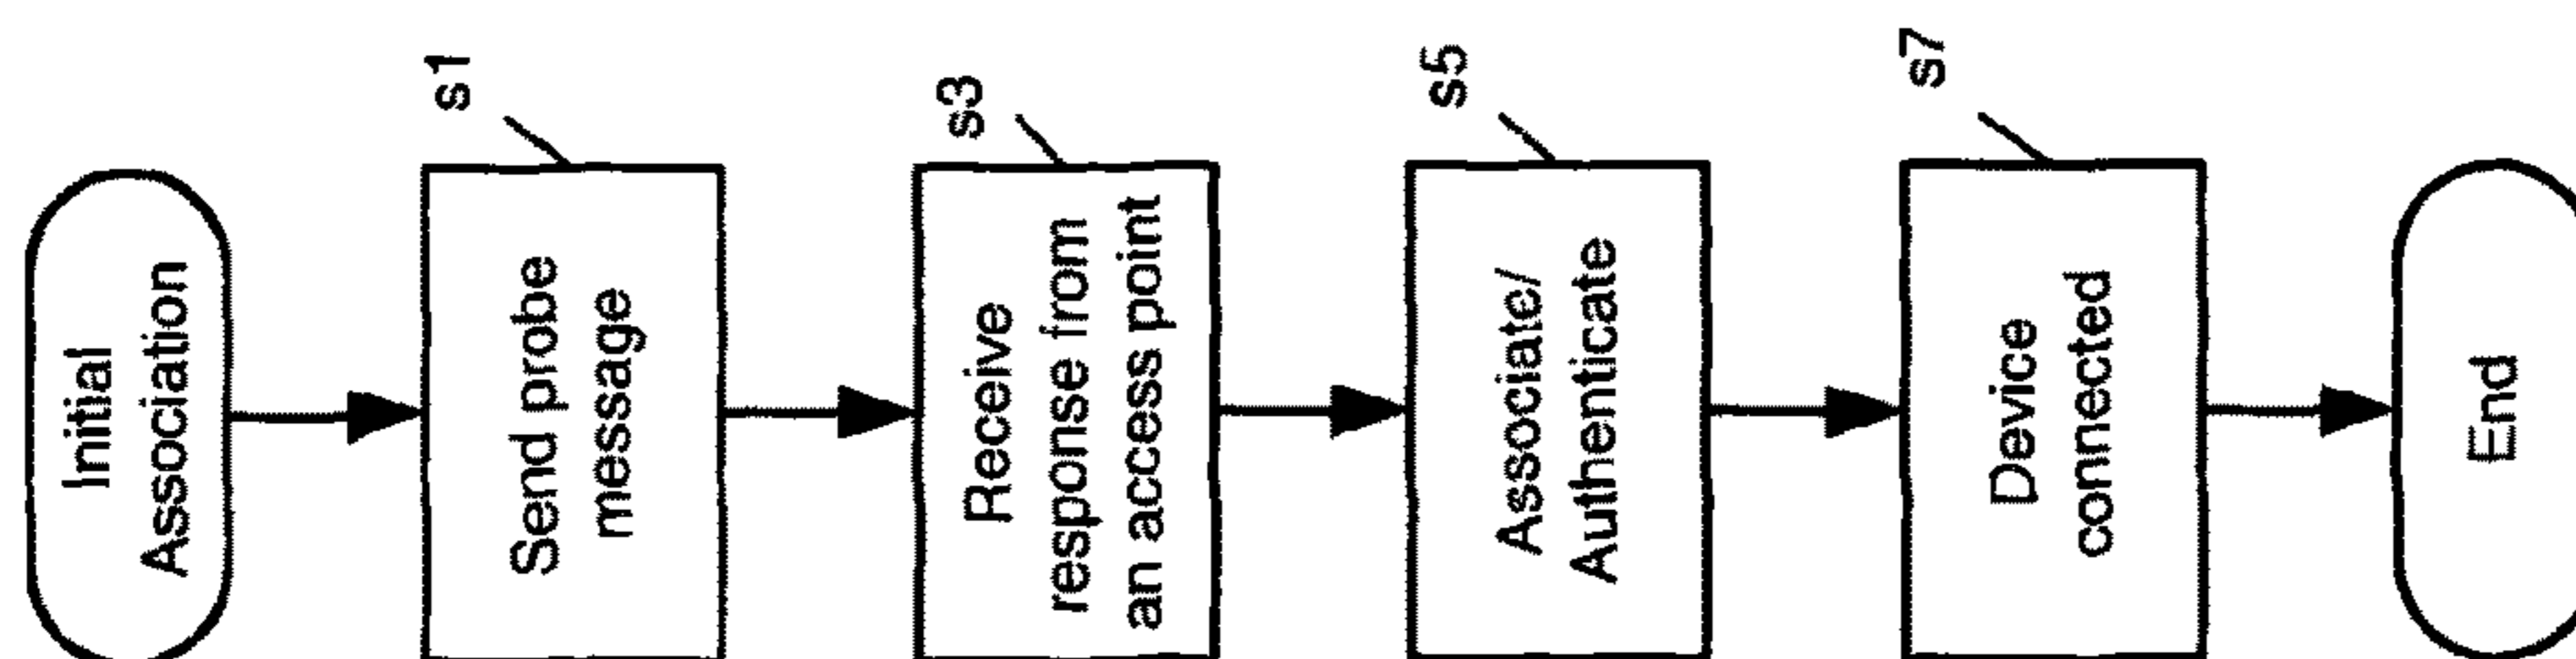 Initial
Association
s1
Send probe
message
s3
Receive
response from
an access point
s5
Associate/
Authenticate
s7
Device
connected
End